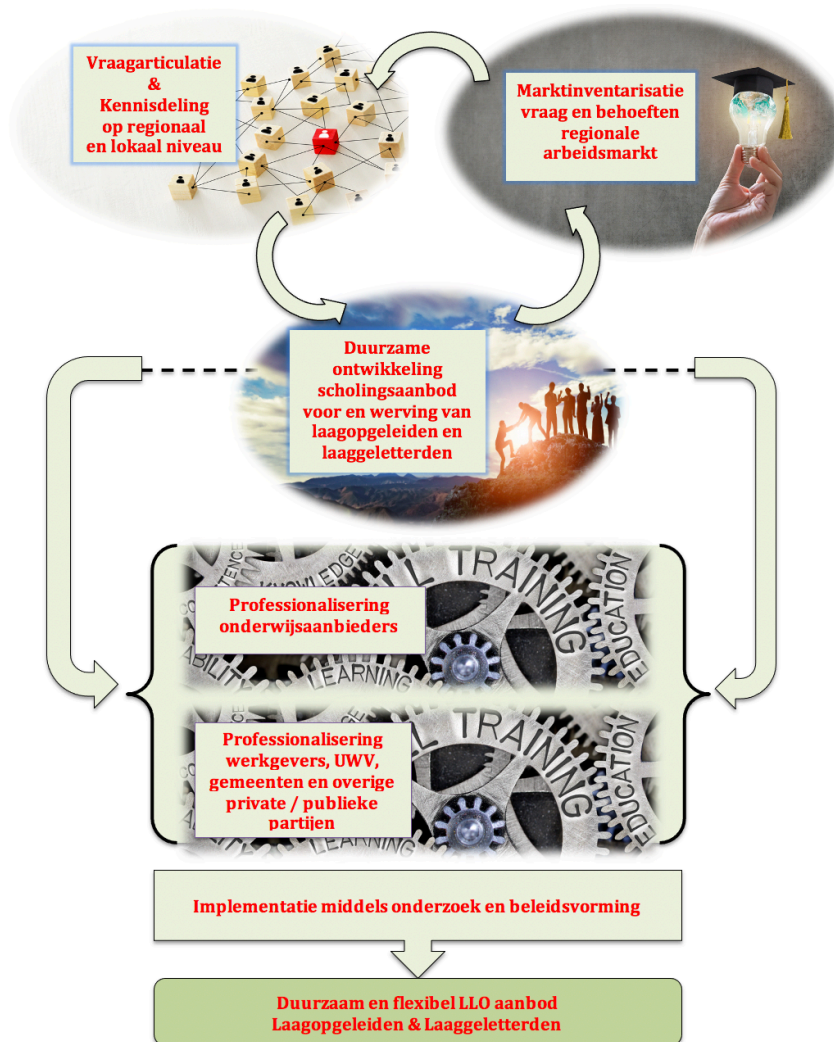 Vraagarticulatie
&
Kennisdeling
op regionaal
en lokaal niveau
Marktinventarisatie
vraag en behoeften
regionale
arbeidsmarkt
Duurzame
ontwikkeling
scholingsaanbod
voor en werving van
laagopgeleiden en
laaggeletterden
KNOWLEDGE
TRAINING
EDUCATION
Professionalisering
onderwijsaanbieders
ABILITY
LEARNING
TRAINING
EDUCATION
Professionalisering
werkgevers, UWV,
gemeenten en overige
private / publieke
partijen
LEARNING
Implementatie middels onderzoek en beleidsvorming
Duurzaam en flexibel LLO aanbod
Laagopgeleiden & Laaggeletterden